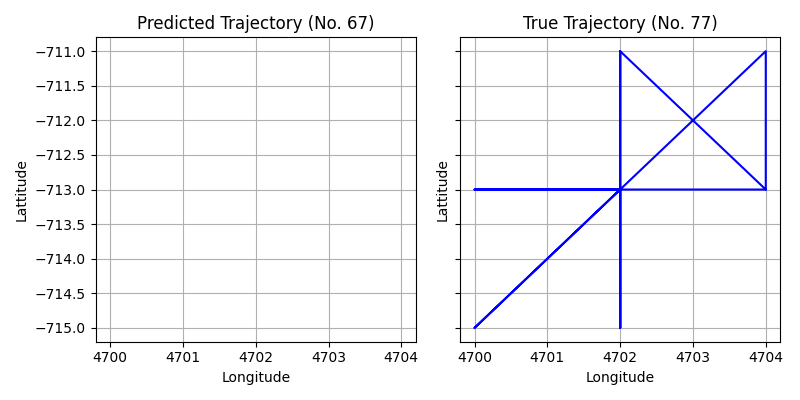 Predicted Trajectory (No. 67)
True Trajectory (No. 77)
−711.0
−711.5
−712.0
−712.5
−713.0
−713.5
−714.0
−714.5
−715.0
Lattitude
Lattitude
4700 4701 4702 4703 4704
4700 4701 4702 4703 4704
Longitude
Longitude